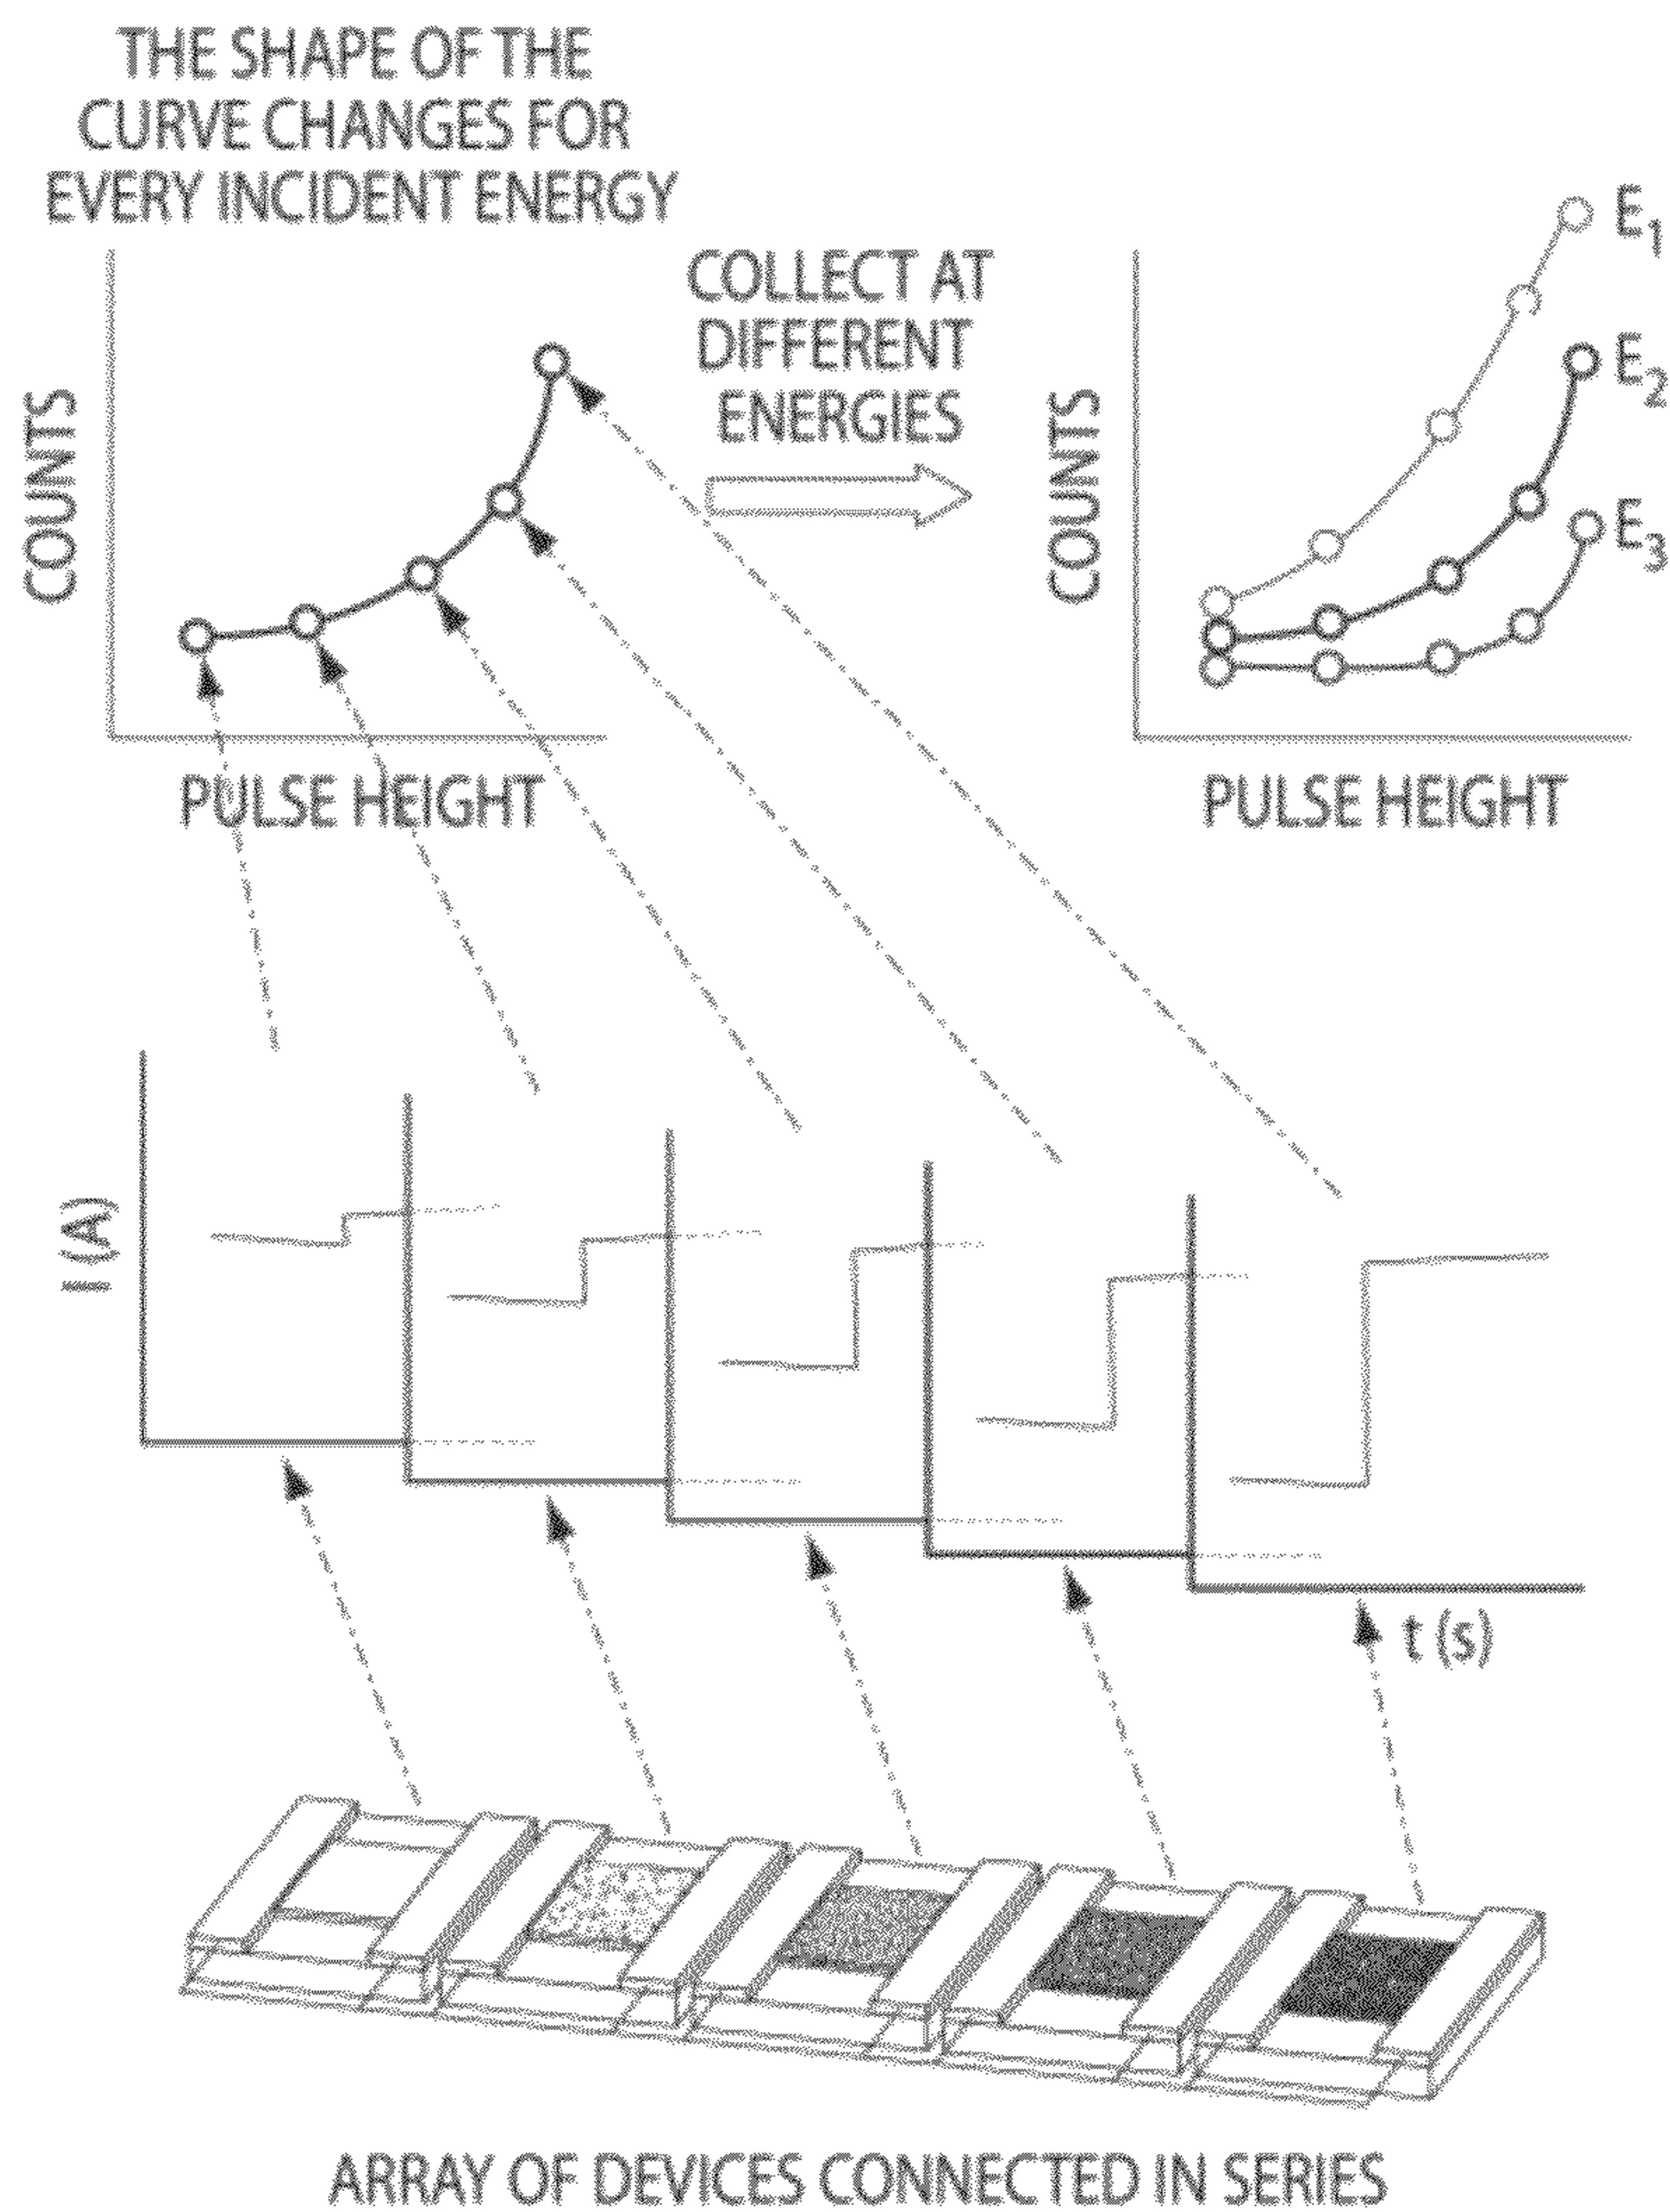 THE SHAPE OF THE
CURVE CHANGES FOR
EVERY INCIDENT ENERGY
COUNTS
PULSE HEIGHT
COLLECT AT
DIFFERENT
ENERGIES
COUNTS
PULSE HEIGHT
E1
E2
E3
I (A)
t (s)
ARRAY OF DEVICES CONNECTED IN SERIES